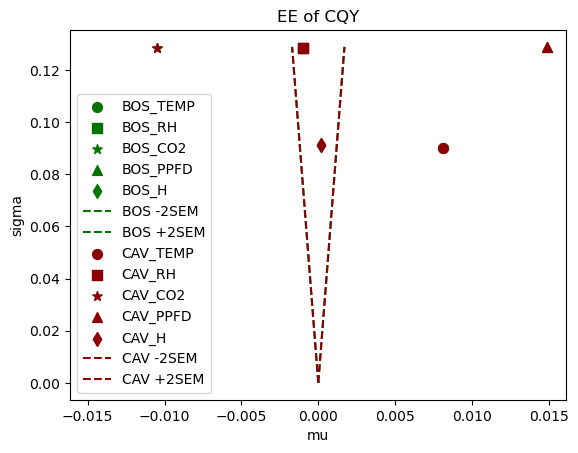 EE of CQY
sigma
0.12
0.10
0.08
0.06
0.04
0.02
0.00
BOS_TEMP
BOS_RH
BOS_CO2
BOS_PPFD
BOS_H
BOS -2SEM
BOS +2SEM
CAV_TEMP
CAV_RH
CAV_CO2
CAV_PPFD
CAV_H
CAV -2SEM
CAV +2SEM
−0.015 −0.010 −0.005 0.000 0.005 0.010 0.015
mu